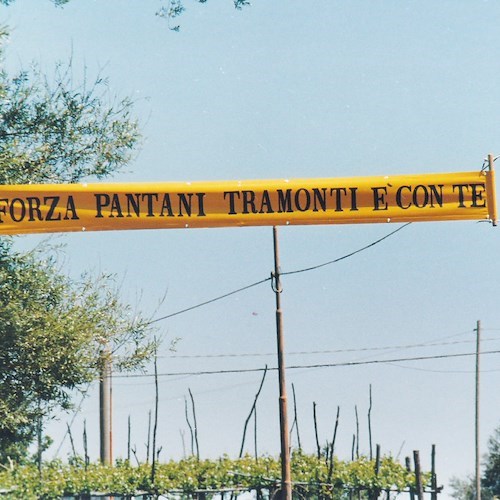 FORZA PANTANI TRAMONTI È CON TE